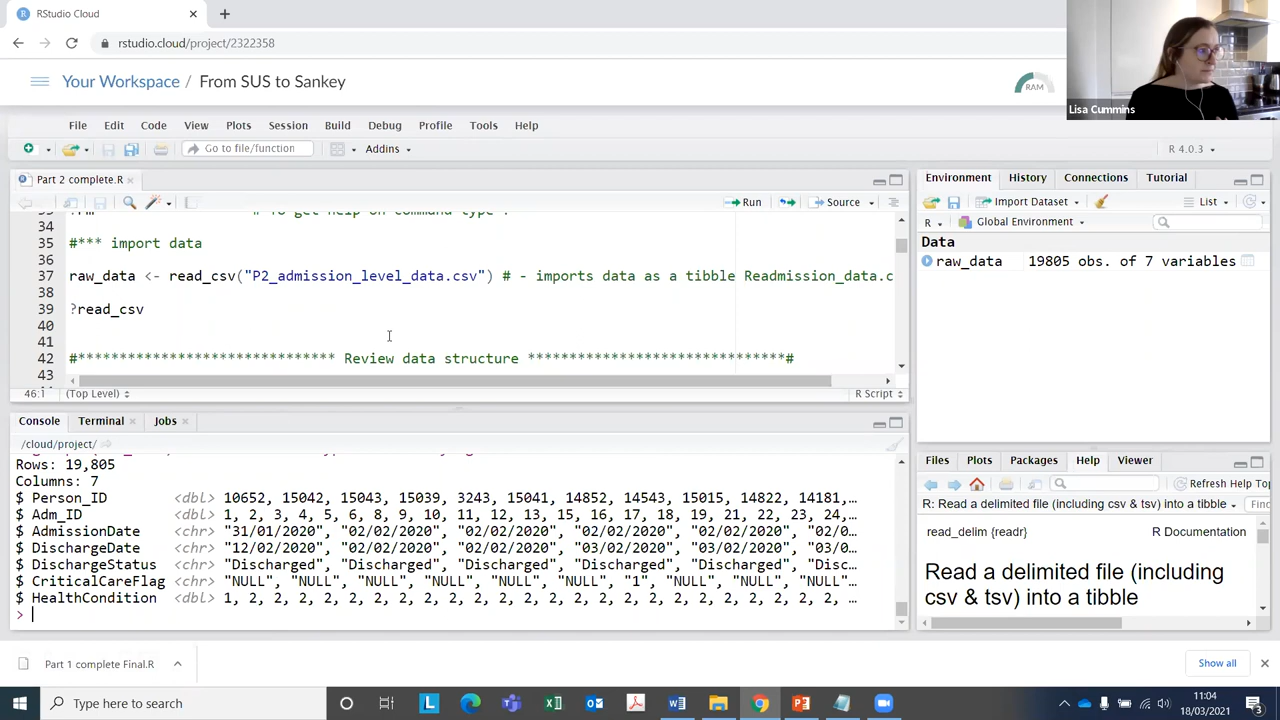 RStudio Cloud
rstudio.cloud/project/2322358
Your Workspace / From SUS to Sankey
RAM
Lisa Cummins
File Edit Code View Plots Session Build Debug Profile Tools Help
Go to file/function
Addins
R 4.0.3
Part 2 complete.R
Run
Source
# To get help on command type ?
34
35 #*** import data
36
37 raw_data <- read_csv("P2_admission_level_data.csv") # - imports data as a tibble Readmission_data.c
38
39 ?read_csv
40
41
42 #******************************* Review data structure *******************************#
43
46:1 (Top Level)
R Script
Console Terminal Jobs
/cloud/project/
Rows: 19,805
Columns: 7
$ Person_ID <dbl> 10652, 15042, 15043, 15039, 3243, 15041, 14852, 14543, 15015, 14822, 14181,…
$ Adm_ID <dbl> 1, 2, 3, 4, 5, 6, 8, 9, 10, 11, 12, 13, 15, 16, 17, 18, 19, 21, 22, 23, 24,…
$ AdmissionDate <chr> "31/01/2020", "02/02/2020", "02/02/2020", "02/02/2020", "02/02/2020", "02/0…
$ DischargeDate <chr> "12/02/2020", "02/02/2020", "02/02/2020", "03/02/2020", "03/02/2020", "03/0…
$ DischargeStatus <chr> "Discharged", "Discharged", "Discharged", "Discharged", "Discharged", "Disc
$ CriticalCareFlag <chr> "NULL", "NULL", "NULL", "NULL", "NULL", "NULL", "1", "NULL", "NULL", "NULL"…
$ HealthCondition <dbl> 1, 2, 2, 2, 2, 2, 2, 2, 2, 2, 2, 2, 2, 2, 2, 2, 2, 2, 2, 2, 2, 2, 2, 2, 2,…
>
Environment History Connections Tutorial
Import Dataset
List
R Global Environment
Data
raw_data 19805 obs. of 7 variables
Files Plots Packages Help Viewer
Refresh Help Top
R: Read a delimited file (including csv & tsv) into a tibble
Finc
read_delim {readr} R Documentation
Read a delimited file (including
csv & tsv) into a tibble
Part 1 complete Final.R
Show all
Type here to search
11:04
18/03/2021
3